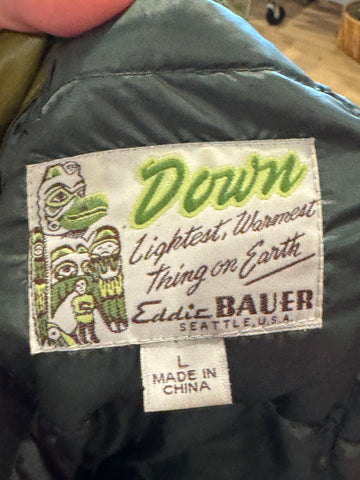 Down
Lightest, Warmest
Thing on Earth
Eddie BAUER
SEATTLE, U.S.A.
L
MADE IN
CHINA